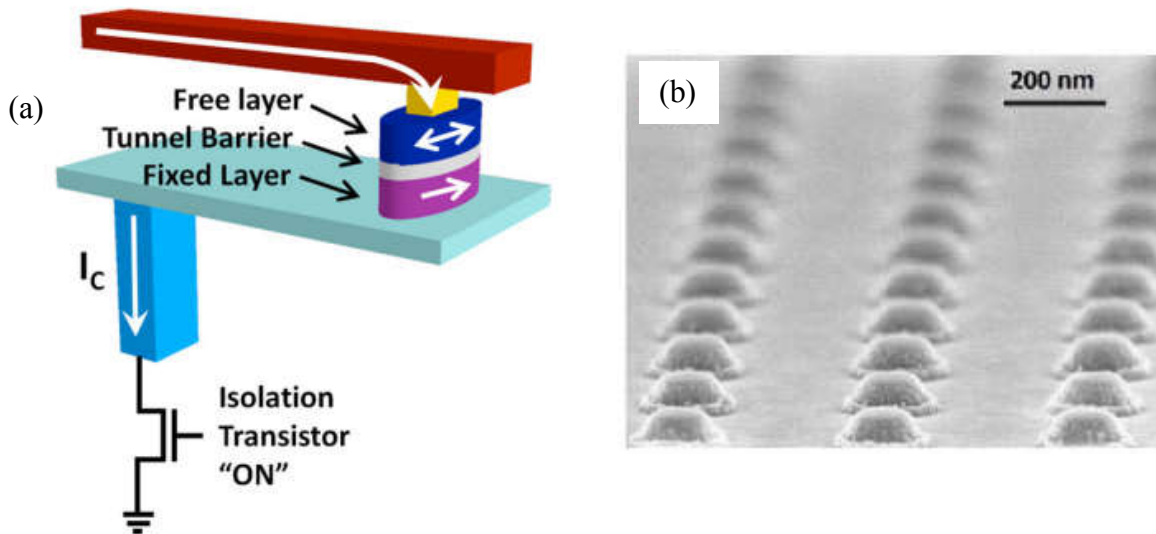 (a)
Free layer
Tunnel Barrier
Fixed Layer
I_C
Isolation
Transistor
“ON”
(b)
200 nm